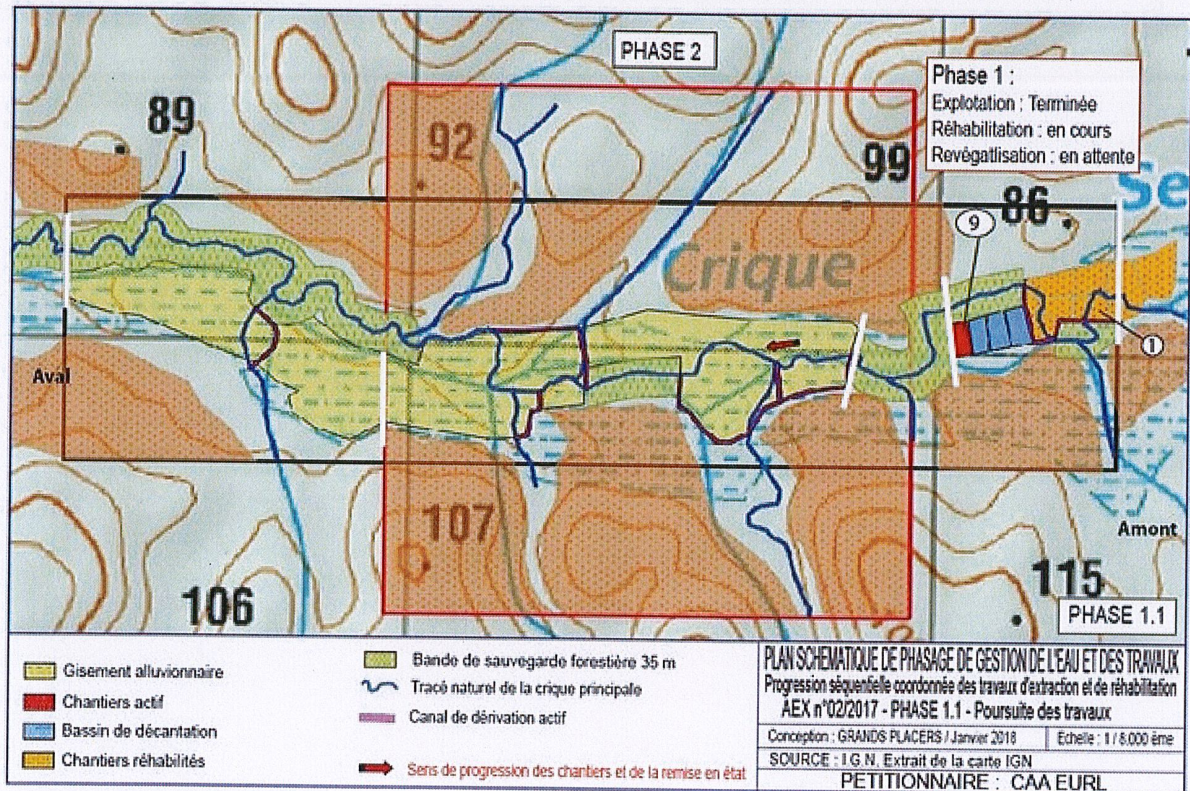 PHASE 2
Phase 1 :
Explotation : Terminée
Réhabilitation : en cours
Revégatlisation : en attente
89
92
99
86
Se
9
Crique
1
Aval
107
Amont
106
115
PHASE 1.1
Gisement alluvionnaire
Chantiers actif
Bassin de décantation
Chantiers réhabilités
Bande de sauvegarde forestière 35 m
Tracé naturel de la crique principale
Canal de dérivation actif
Sens de progression des chantiers et de la remise en état
PLAN SCHEMATIQUE DE PHASAGE DE GESTION DE L'EAU ET DES TRAVAUX
Progression séquentielle coordonnée des travaux d'extraction et de réhabilitation
AEX n°02/2017 - PHASE 1.1 - Poursuite des travaux
Conception : GRANDS PLACERS / Janvier 2018
Echelle : 1 / 8.000 ème
SOURCE : I.G.N. Extrait de la carte IGN
PETITIONNAIRE : CAA EURL